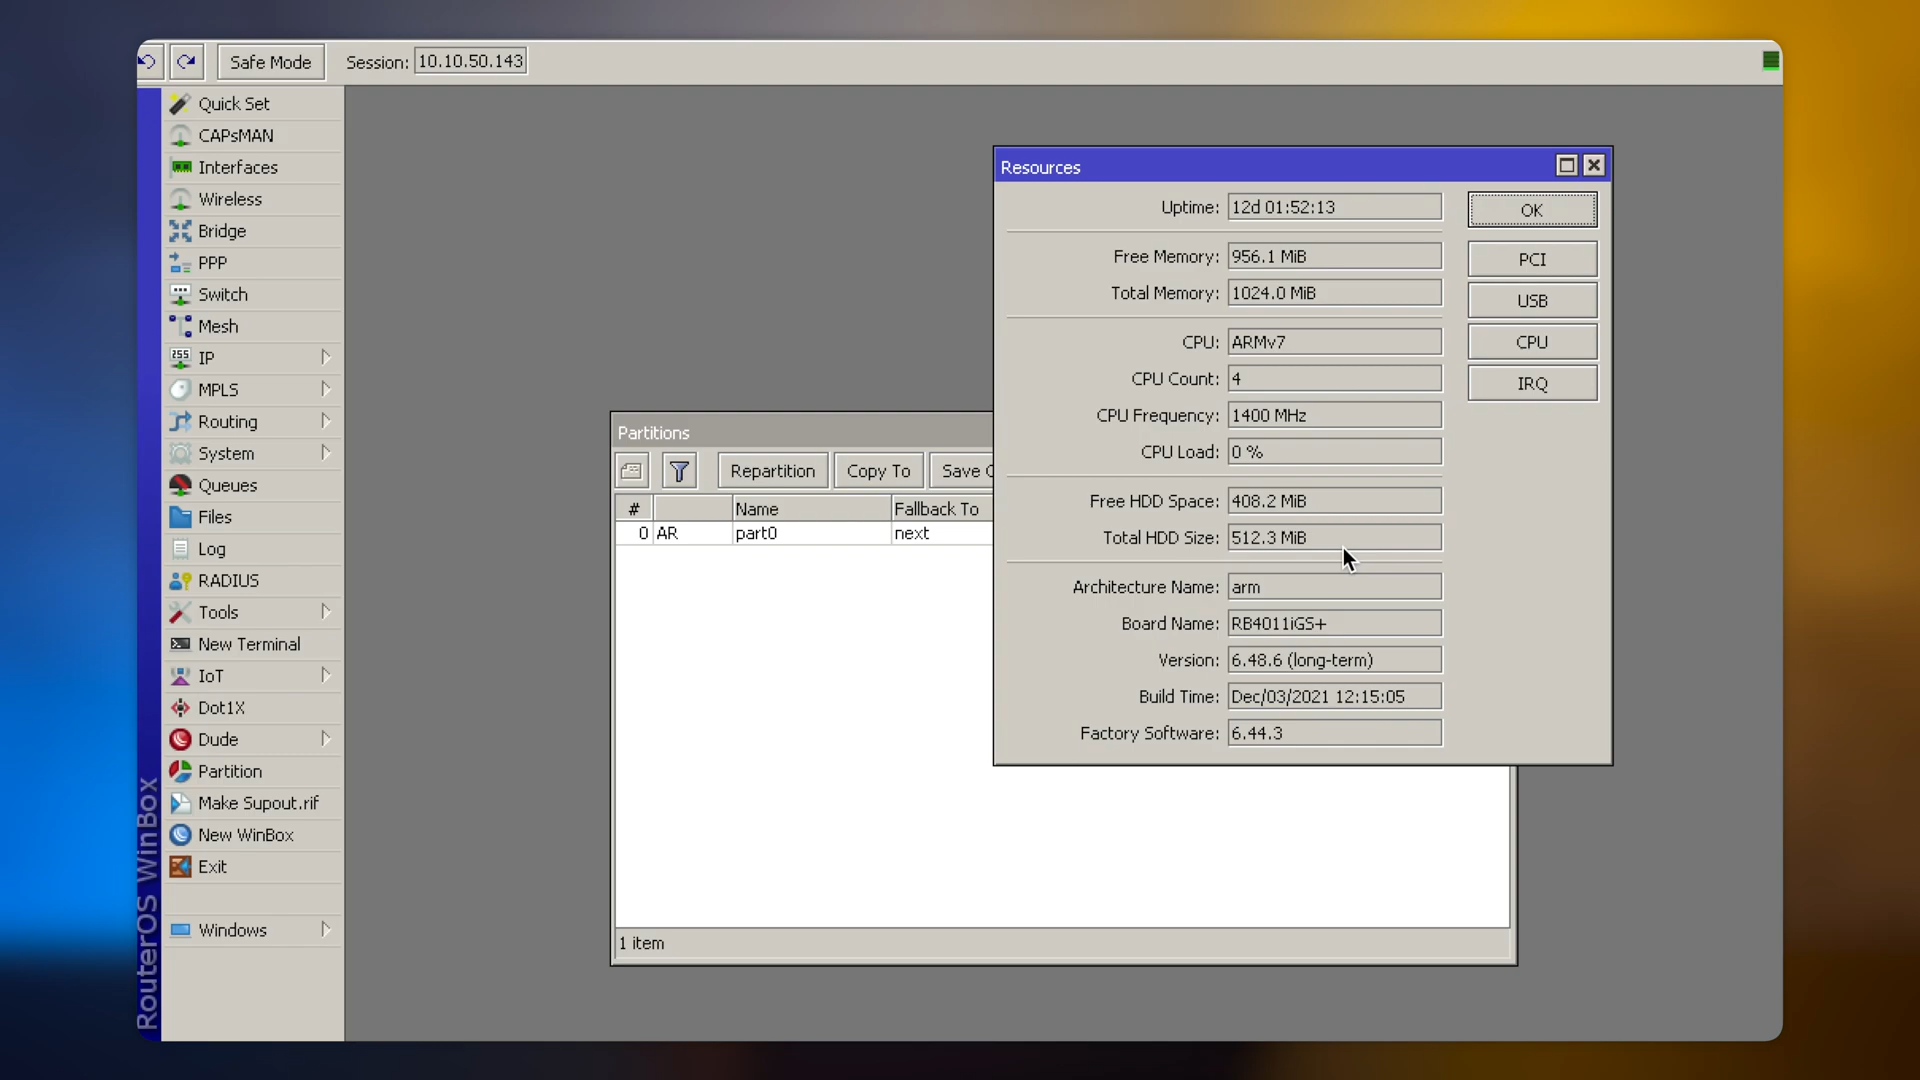 Safe Mode Session: 10.10.50.143
Quick Set
CAPsMAN
Interfaces
Wireless
Bridge
PPP
Switch
Mesh
255 IP
MPLS
Routing
System
Queues
Files
Log
RADIUS
Tools
New Terminal
IoT
Dot1X
Dude
Partition
Make Supout.rif
New WinBox
Exit
Windows
RouterOS WinBox
Partitions
Repartition Copy To Save C
# Name Fallback To
0 AR part0 next
1 item
Resources
Uptime: 12d 01:52:13
Free Memory: 956.1 MiB
Total Memory: 1024.0 MiB
CPU: ARMv7
CPU Count: 4
CPU Frequency: 1400 MHz
CPU Load: 0 %
Free HDD Space: 408.2 MiB
Total HDD Size: 512.3 MiB
Architecture Name: arm
Board Name: RB4011iGS+
Version: 6.48.6 (long-term)
Build Time: Dec/03/2021 12:15:05
Factory Software: 6.44.3
OK
PCI
USB
CPU
IRQ